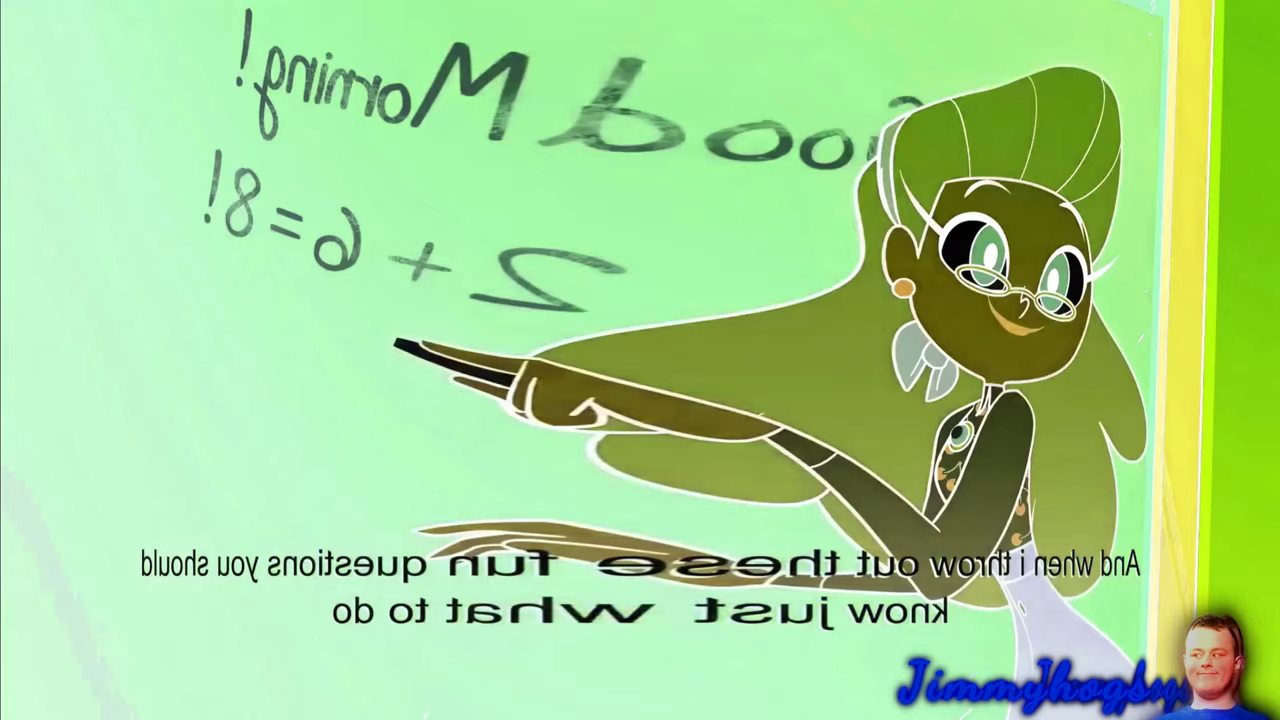 Good Morning!
2 + 6 = 8!
And when i throw out these fun questions you should
know just what to do